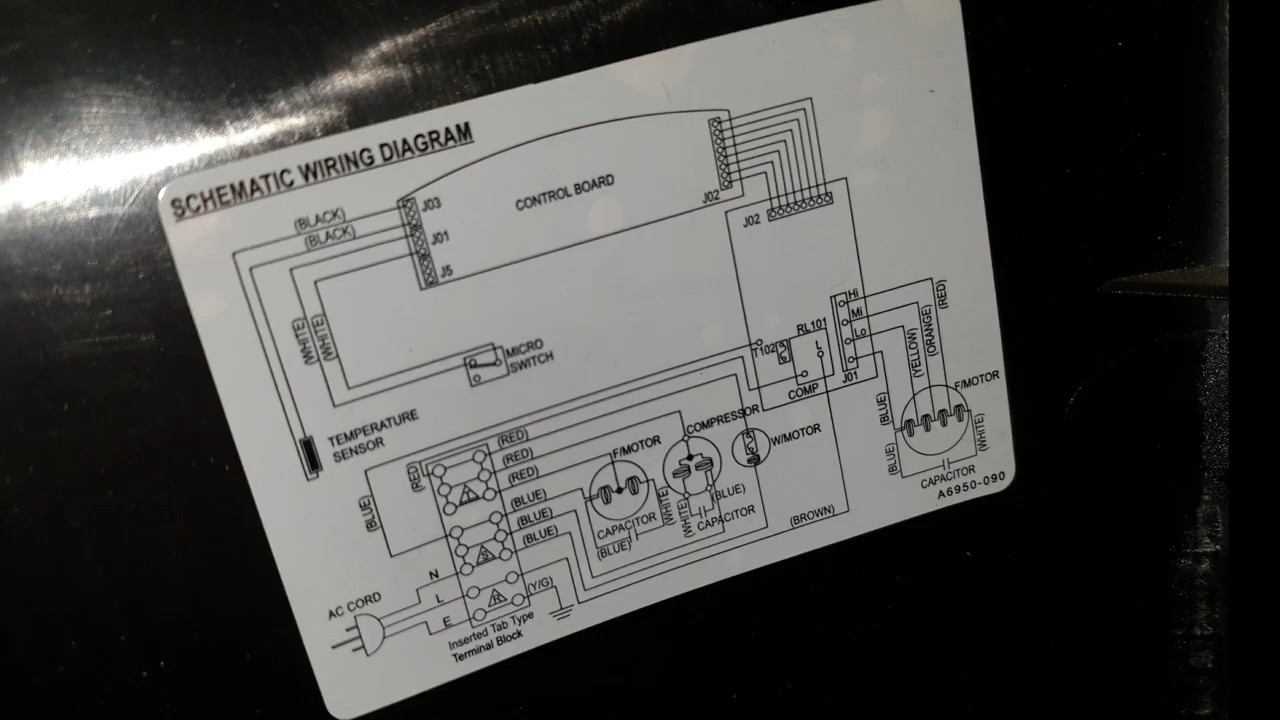 SCHEMATIC WIRING DIAGRAM
(BLACK)
(BLACK)
J03
J01
J5
CONTROL BOARD
J02
J02
(WHITE)
(WHITE)
MICRO
SWITCH
TEMPERATURE
SENSOR
T102
RL101
L
COMP
Hi
Mi
Lo
J01
(RED)
(ORANGE)
(YELLOW)
(BLUE)
(BLUE)
F/MOTOR
(WHITE)
CAPACITOR
A6950-090
(BLUE)
(RED)
(RED)
(RED)
(RED)
(BLUE)
(BLUE)
(BLUE)
F/MOTOR
CAPACITOR
(BLUE)
(WHITE)
COMPRESSOR
(WHITE)
(BLUE)
CAPACITOR
W/MOTOR
(BROWN)
T
S
R
(Y/G)
N
L
E
AC CORD
Inserted Tab Type
Terminal Block